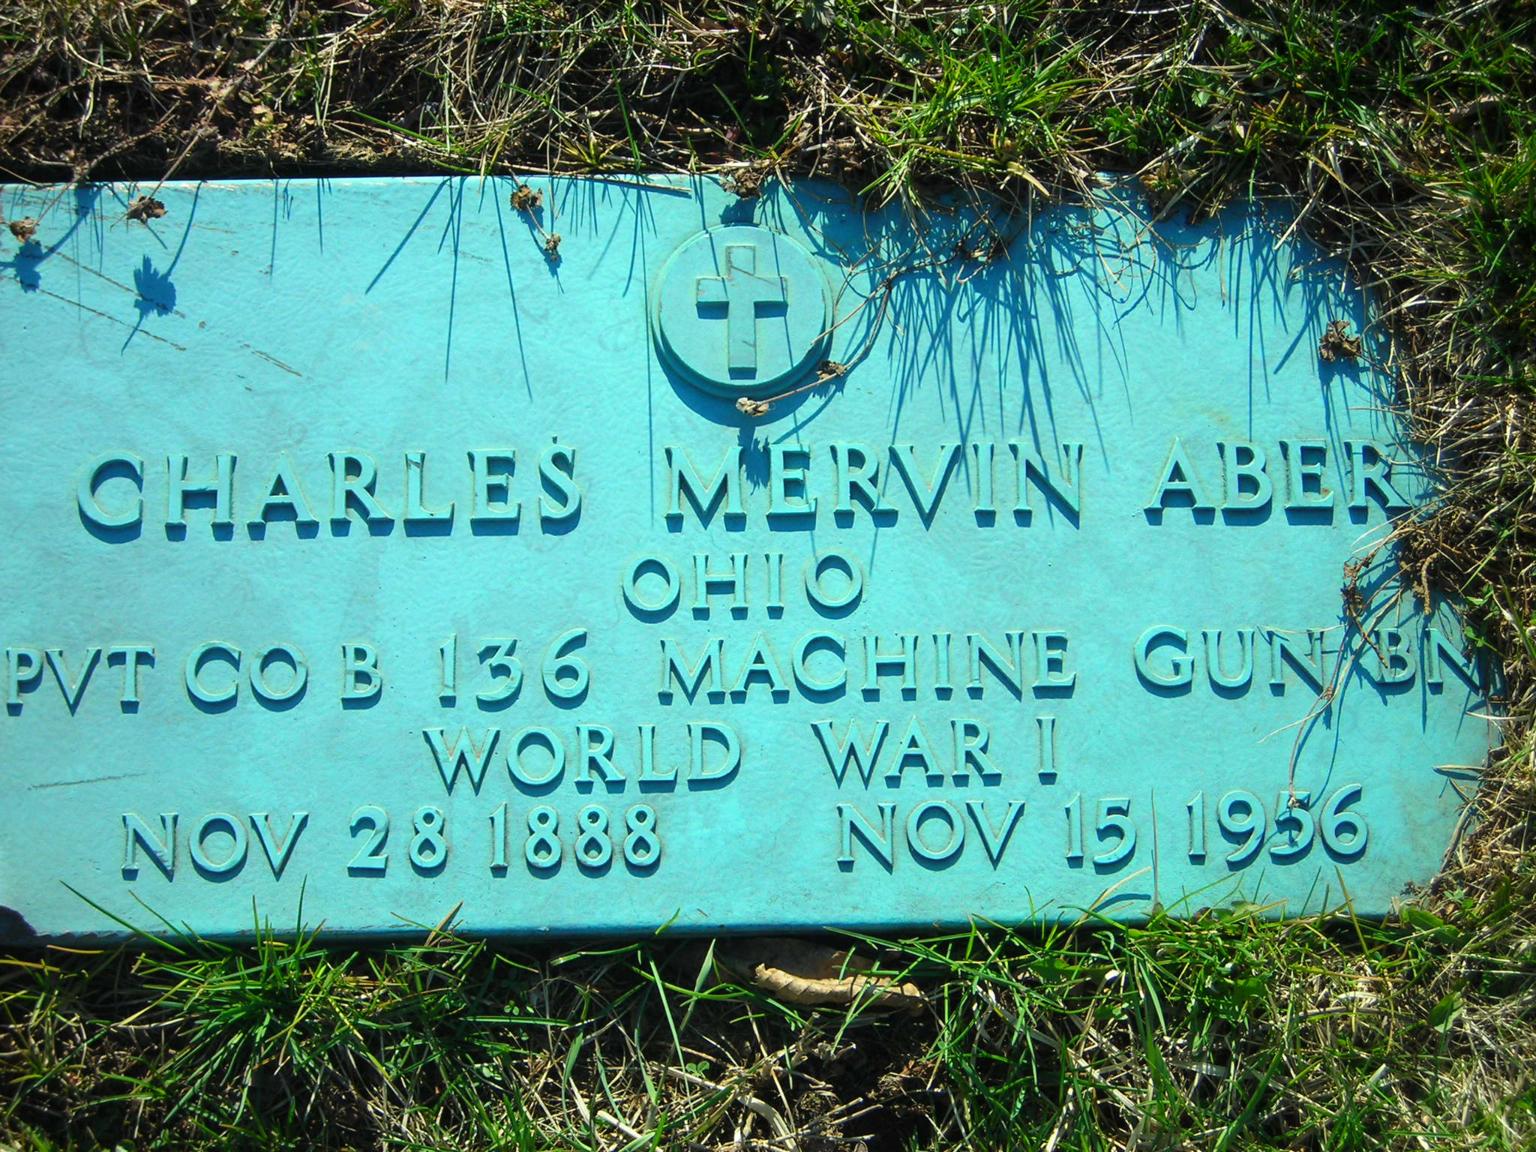 CHARLES MERVIN ABER
OHIO
PVT CO B 136 MACHINE GUN BN
WORLD WAR I
NOV 28 1888 NOV 15 1956